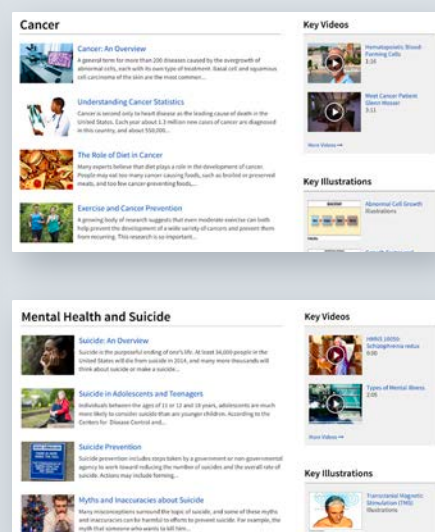 Cancer
Cancer: An Overview
A general term for more than 200 diseases caused by the overgrowth of
abnormal cells, each with its own type of treatment. Basal cell and squamous
cell carcinoma of the skin are the most common...
Understanding Cancer Statistics
Cancer is second only to heart disease as the leading cause of death in the
United States. Each year about 1.3 million new cases of cancer are diagnosed
in this country, and about 550,000...
The Role of Diet in Cancer
Many experts believe that diet plays a role in the development of cancer.
People may eat too many cancer causing foods, such as broiled or preserved
meats, and too few cancer-preventing foods,...
Exercise and Cancer Prevention
A growing body of research suggests that even moderate exercise can both
help prevent the development of a wide variety of cancers and prevent them
from recurring. This research is so important...
Key Videos
Hematopoietic Blood-
Forming Cells
Meet Cancer Patient
Glenn Mosser
3:11
More Videos
Key Illustrations
Abnormal Cell Growth
Illustrations
Mental Health and Suicide
Suicide: An Overview
Suicide is the purposeful ending of one's life. At least 34,000 people in the
United States will die from suicide in 2014, and many more thousands will
think about suicide or make a suicide...
Suicide in Adolescents and Teenagers
Individuals between the ages of 11 or 12 and 18 years, adolescents are much
more likely to consider suicide than are younger children. According to the
Centers for Disease Control and...
Suicide Prevention
Suicide prevention includes steps taken by a government or non-governmental
agency to work toward reducing the number of suicides and the overall rate of
suicide. Actions may include forming...
Myths and Inaccuracies about Suicide
Many misconceptions surround the topic of suicide, and some of these myths
and inaccuracies can be harmful to efforts to prevent suicide. For example, the
myth that someone who wants to kill him...
Key Videos
Schizophrenia redux
9:00
Types of Mental Illness
2:05
More Videos
Key Illustrations
Transcranial Magnetic
Stimulation (TMS)
Illustrations